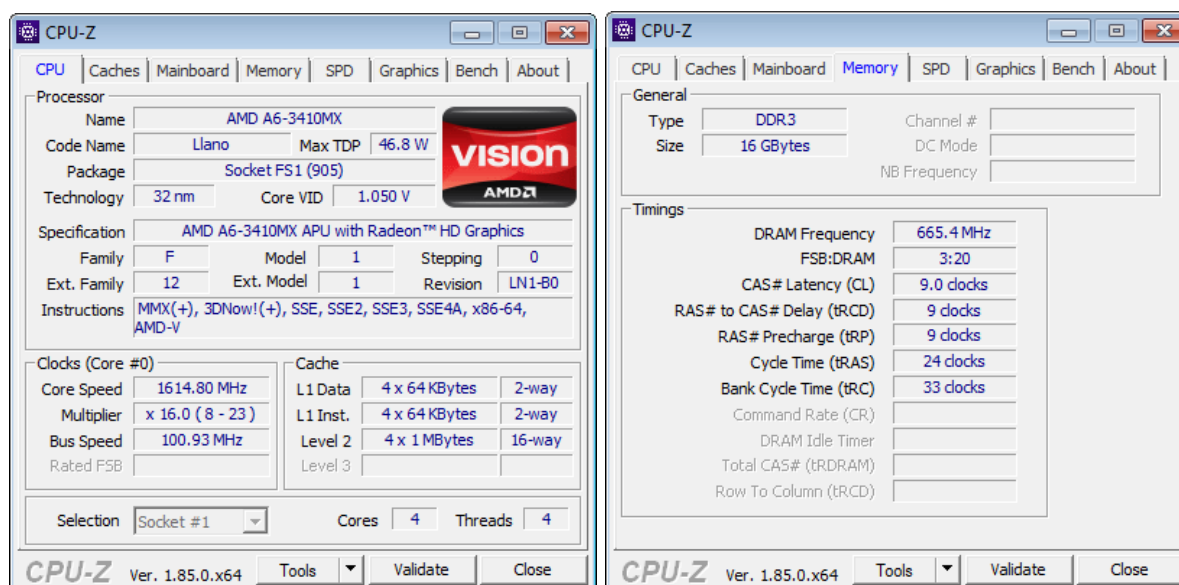 CPU-Z
CPU Caches Mainboard Memory SPD Graphics Bench About
Processor
Name AMD A6-3410MX
Code Name Llano Max TDP 46.8 W
Package Socket FS1 (905)
Technology 32 nm Core VID 1.050 V
VISION
AMD
Specification AMD A6-3410MX APU with Radeon™ HD Graphics
Family F Model 1 Stepping 0
Ext. Family 12 Ext. Model 1 Revision LN1-B0
Instructions MMX(+), 3DNow!(+), SSE, SSE2, SSE3, SSE4A, x86-64,
AMD-V
Clocks (Core #0)
Core Speed 1614.80 MHz
Multiplier x 16.0 ( 8 - 23 )
Bus Speed 100.93 MHz
Rated FSB
Cache
L1 Data 4 x 64 KBytes 2-way
L1 Inst. 4 x 64 KBytes 2-way
Level 2 4 x 1 MBytes 16-way
Level 3
Selection Socket #1 Cores 4 Threads 4
CPU-Z Ver. 1.85.0.x64 Tools Validate Close
CPU-Z
CPU Caches Mainboard Memory SPD Graphics Bench About
General
Type DDR3 Channel #
Size 16 GBytes DC Mode
NB Frequency
Timings
DRAM Frequency 665.4 MHz
FSB:DRAM 3:20
CAS# Latency (CL) 9.0 clocks
RAS# to CAS# Delay (tRCD) 9 clocks
RAS# Precharge (tRP) 9 clocks
Cycle Time (tRAS) 24 clocks
Bank Cycle Time (tRC) 33 clocks
Command Rate (CR)
DRAM Idle Timer
Total CAS# (tRDRAM)
Row To Column (tRCD)
CPU-Z Ver. 1.85.0.x64 Tools Validate Close